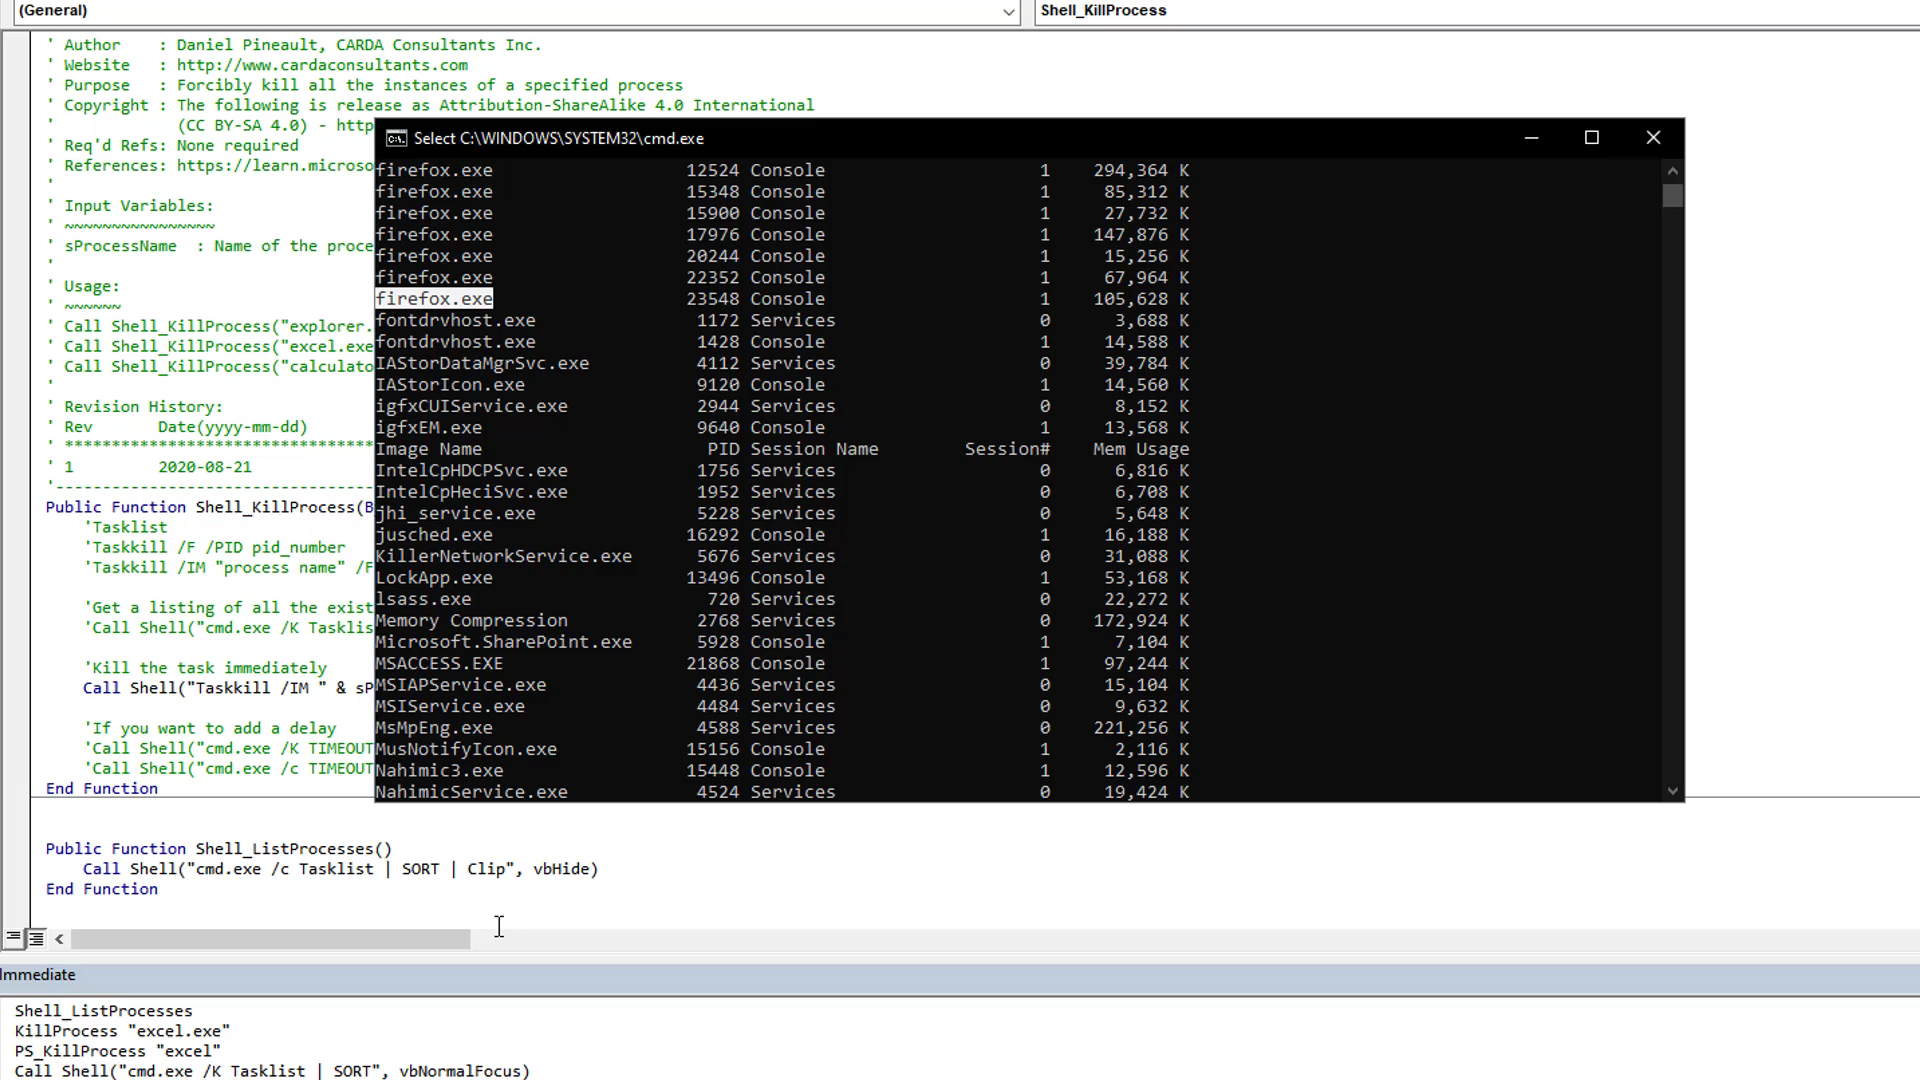 (General)
Shell_KillProcess
' Author    : Daniel Pineault, CARDA Consultants Inc.
' Website   : http://www.cardaconsultants.com
' Purpose   : Forcibly kill all the instances of a specified process
' Copyright : The following is release as Attribution-ShareAlike 4.0 International
'             (CC BY-SA 4.0) - http
' Req'd Refs: None required
' References: https://learn.microso
'
' Input Variables:
' ~~~~~~~~~~~~~~~~
' sProcessName  : Name of the proce
'
' Usage:
' ~~~~~~
' Call Shell_KillProcess("explorer.
' Call Shell_KillProcess("excel.exe
' Call Shell_KillProcess("calculato
'
' Revision History:
' Rev       Date(yyyy-mm-dd)
' *********************************
' 1         2020-08-21
'-----------------------------------
Public Function Shell_KillProcess(B
'Tasklist
'Taskkill /F /PID pid_number
'Taskkill /IM "process name" /F
'Get a listing of all the exist
'Call Shell("cmd.exe /K Tasklis
'Kill the task immediately
Call Shell("Taskkill /IM " & sP
'If you want to add a delay
'Call Shell("cmd.exe /K TIMEOUT
'Call Shell("cmd.exe /c TIMEOUT
End Function
Select C:\WINDOWS\SYSTEM32\cmd.exe
firefox.exe 12524 Console 1 294,364 K
firefox.exe 15348 Console 1 85,312 K
firefox.exe 15900 Console 1 27,732 K
firefox.exe 17976 Console 1 147,876 K
firefox.exe 20244 Console 1 15,256 K
firefox.exe 22352 Console 1 67,964 K
firefox.exe 23548 Console 1 105,628 K
fontdrvhost.exe 1172 Services 0 3,688 K
fontdrvhost.exe 1428 Console 1 14,588 K
IAStorDataMgrSvc.exe 4112 Services 0 39,784 K
IAStorIcon.exe 9120 Console 1 14,560 K
igfxCUIService.exe 2944 Services 0 8,152 K
igfxEM.exe 9640 Console 1 13,568 K
Image Name PID Session Name Session# Mem Usage
IntelCpHDCPSvc.exe 1756 Services 0 6,816 K
IntelCpHeciSvc.exe 1952 Services 0 6,708 K
jhi_service.exe 5228 Services 0 5,648 K
jusched.exe 16292 Console 1 16,188 K
KillerNetworkService.exe 5676 Services 0 31,088 K
LockApp.exe 13496 Console 1 53,168 K
lsass.exe 720 Services 0 22,272 K
Memory Compression 2768 Services 0 172,924 K
Microsoft.SharePoint.exe 5928 Console 1 7,104 K
MSACCESS.EXE 21868 Console 1 97,244 K
MSIAPService.exe 4436 Services 0 15,104 K
MSIService.exe 4484 Services 0 9,632 K
MsMpEng.exe 4588 Services 0 221,256 K
MusNotifyIcon.exe 15156 Console 1 2,116 K
Nahimic3.exe 15448 Console 1 12,596 K
NahimicService.exe 4524 Services 0 19,424 K
Public Function Shell_ListProcesses()
Call Shell("cmd.exe /c Tasklist | SORT | Clip", vbHide)
End Function
Immediate
Shell_ListProcesses
KillProcess "excel.exe"
PS_KillProcess "excel"
Call Shell("cmd.exe /K Tasklist | SORT", vbNormalFocus)